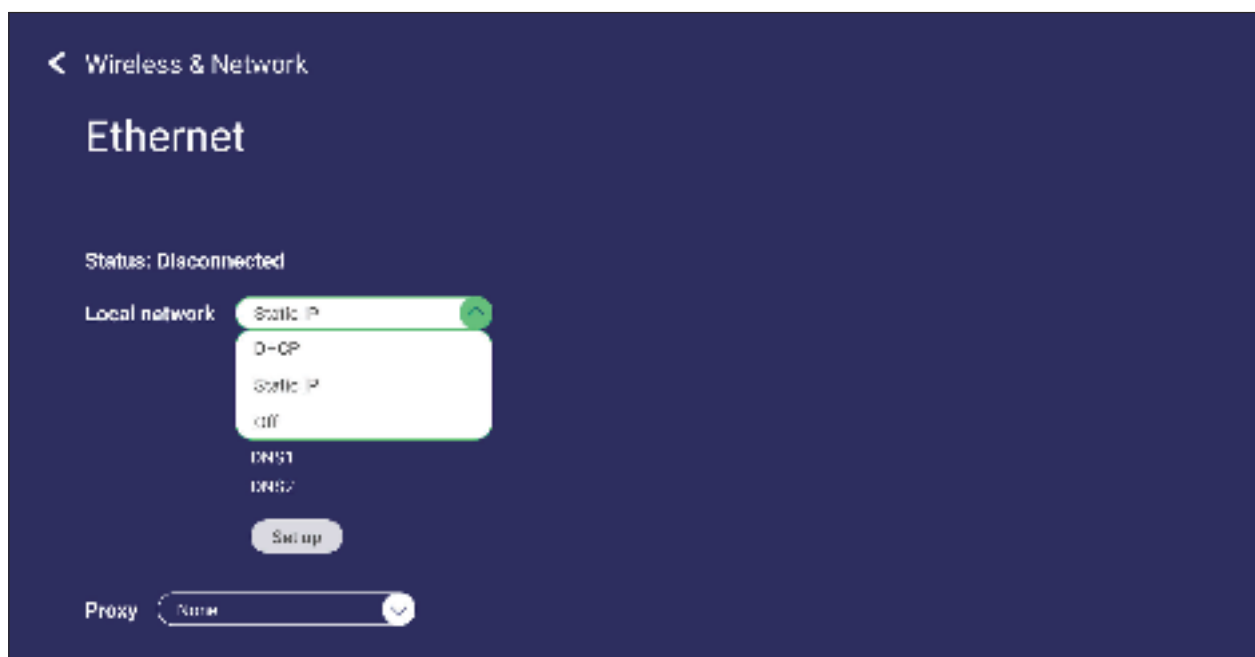 Wireless & Network
Ethernet
Status: Disconnected
Local network Static IP
DHCP
Static IP
Off
DNS1
DNS2
Set up
Proxy None